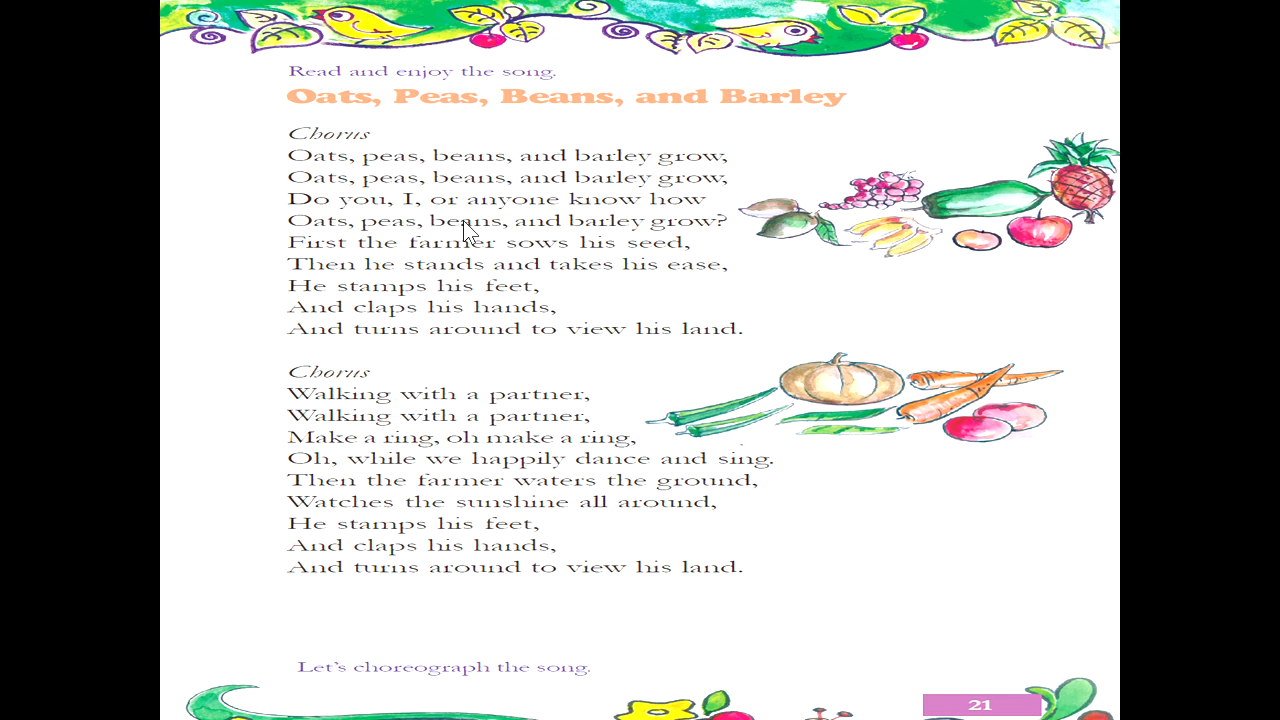 Read and enjoy the song.
Oats, Peas, Beans, and Barley
Chorus
Oats, peas, beans, and barley grow,
Oats, peas, beans, and barley grow,
Do you, I, or anyone know how
Oats, peas, beans, and barley grow?
First the farmer sows his seed,
Then he stands and takes his ease,
He stamps his feet,
And claps his hands,
And turns around to view his land.
Chorus
Walking with a partner,
Walking with a partner,
Make a ring, oh make a ring,
Oh, while we happily dance and sing.
Then the farmer waters the ground,
Watches the sunshine all around,
He stamps his feet,
And claps his hands,
And turns around to view his land.
Let's choreograph the song.
21